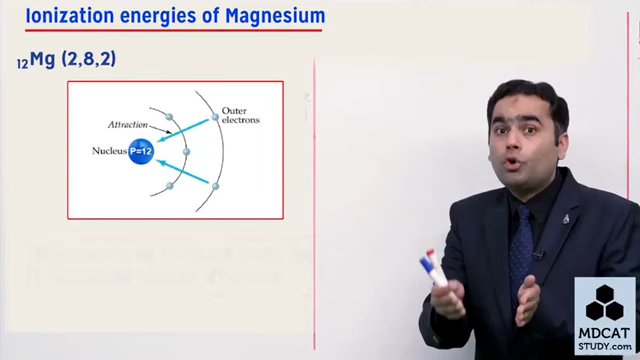 Ionization energies of Magnesium
₁₂Mg (2,8,2)
Outer
electrons
Attraction
Nucleus
P=12
MDCAT
STUDY.com